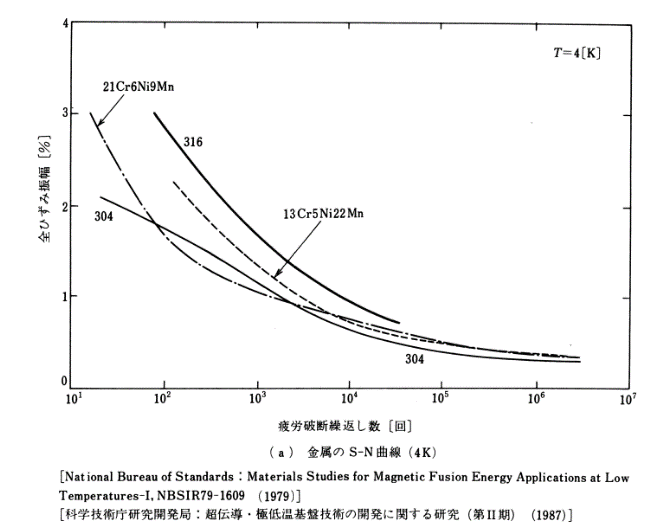 4
T=4[K]
21Cr6Ni9Mn
3
316
全ひずみ振幅 [%]
2
304
13Cr5Ni22Mn
1
304
0
10¹ 10² 10³ 10⁴ 10⁵ 10⁶ 10⁷
疲労破断繰返し数 [回]
(a) 金属の S-N曲線 (4K)
[National Bureau of Standards : Materials Studies for Magnetic Fusion Energy Applications at Low
Temperatures-I, NBSIR79-1609 (1979)]
[科学技術庁研究開発局：超伝導・極低温基盤技術の開発に関する研究 (第Ⅱ期) (1987)]